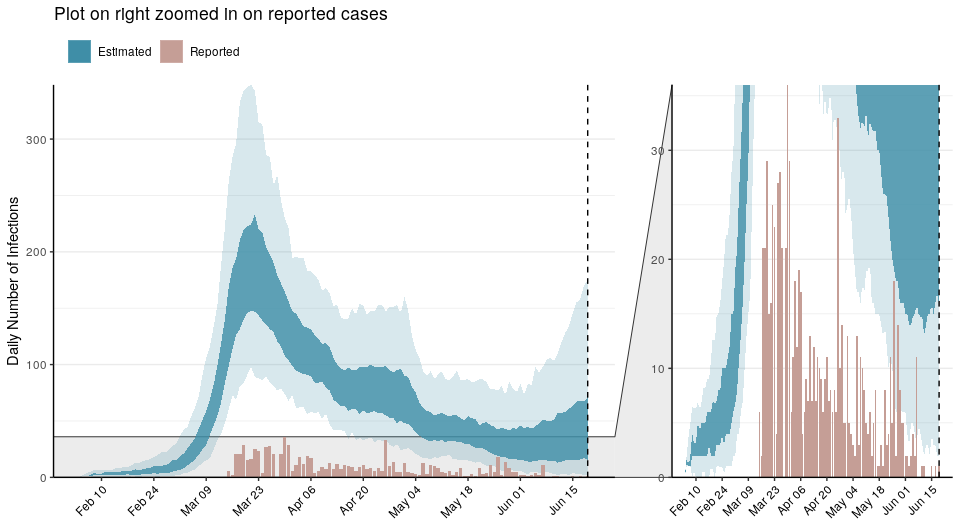 Plot on right zoomed in on reported cases
Estimated Reported
Daily Number of Infections
300
200
100
0
Feb 10 Feb 24 Mar 09 Mar 23 Apr 06 Apr 20 May 04 May 18 Jun 01 Jun 15
30
20
10
0
Feb 10 Feb 24 Mar 09 Mar 23 Apr 06 Apr 20 May 04 May 18 Jun 01 Jun 15